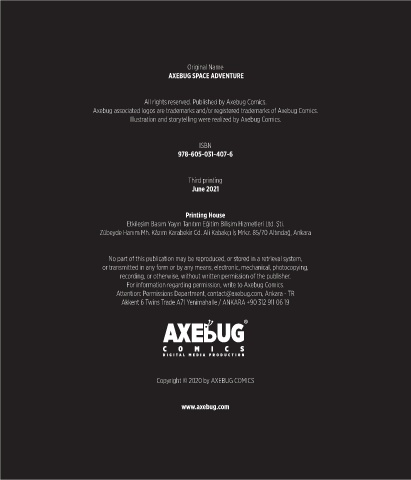 Original Name
AXEBUG SPACE ADVENTURE
All rights reserved. Published by Axebug Comics.
Axebug associated logos are trademarks and/or registered trademarks of Axebug Comics.
Illustration and storytelling were realized by Axebug Comics.
ISBN
978-605-031-407-6
Third printing
June 2021
Printing House
Etkileşim Basım Yayın Tanıtım Eğitim Bilişim Hizmetleri Ltd. Şti.
Zübeyde Hanım Mh. Kâzım Karabekir Cd. Ali Kabakçı İş Mrkz. 85/70 Altındağ, Ankara
No part of this publication may be reproduced, or stored in a retrieval system,
or transmitted in any form or by any means, electronic, mechanical, photocopying,
recording, or otherwise, without written permission of the publisher.
For information regarding permission, write to Axebug Comics
Attention: Permissions Department, contact@axebug.com, Ankara - TR
Akkent 6 Twins Trade A71 Yenimahalle / ANKARA +90 312 911 06 19
AXEbUG®
COMICS
DIGITAL MEDIA PRODUCTION
Copyright © 2020 by AXEBUG COMICS
www.axebug.com